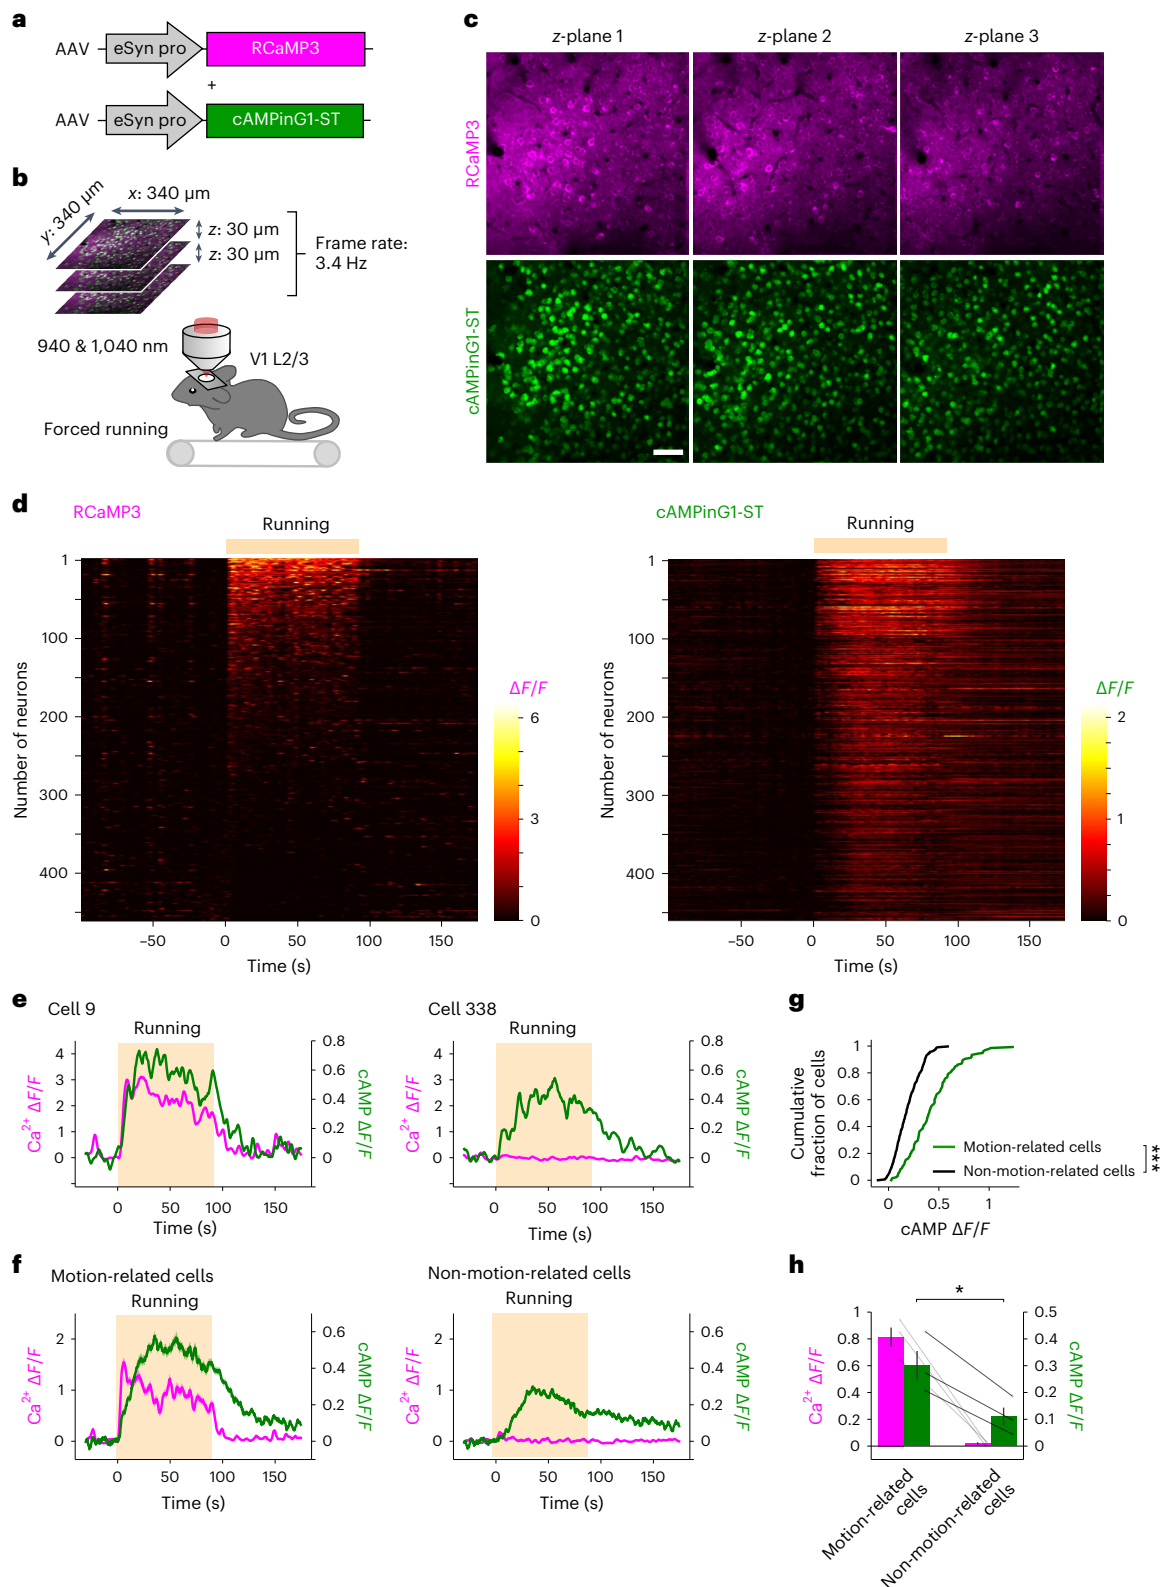 a
AAV
eSyn pro
RCaMP3
+
AAV
eSyn pro
cAMPinG1-ST
b
x: 340 µm
y: 340 µm
z: 30 µm
z: 30 µm
Frame rate:
3.4 Hz
940 & 1,040 nm
V1 L2/3
Forced running
c
z-plane 1
z-plane 2
z-plane 3
RCaMP3
cAMPinG1-ST
d
RCaMP3
Running
Number of neurons
1
100
200
300
400
−50
0
50
100
150
Time (s)
ΔF/F
6
3
0
cAMPinG1-ST
Running
Number of neurons
1
100
200
300
400
−50
0
50
100
150
Time (s)
ΔF/F
2
1
0
e
Cell 9
Running
Ca2+ ΔF/F
4
3
2
1
0
0.8
0.6
0.4
0.2
0
cAMP ΔF/F
0
50
100
150
Time (s)
Cell 338
Running
Ca2+ ΔF/F
4
3
2
1
0
0.8
0.6
0.4
0.2
0
cAMP ΔF/F
0
50
100
150
Time (s)
f
Motion-related cells
Running
Ca2+ ΔF/F
2
1
0
0.6
0.4
0.2
0
cAMP ΔF/F
0
50
100
150
Time (s)
Non-motion-related cells
Running
Ca2+ ΔF/F
2
1
0
0.6
0.4
0.2
0
cAMP ΔF/F
0
50
100
150
Time (s)
g
Cumulative
fraction of cells
1
0.8
0.6
0.4
0.2
0
Motion-related cells
Non-motion-related cells
***
0
0.5
1
cAMP ΔF/F
h
*
Ca2+ ΔF/F
1
0.8
0.6
0.4
0.2
0
0.5
0.4
0.3
0.2
0.1
0
cAMP ΔF/F
Motion-related
cells
Non-motion-related
cells